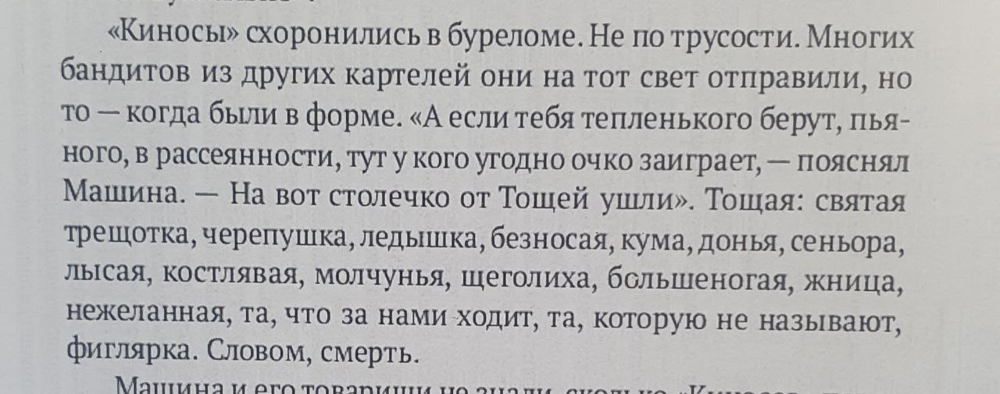 «Киносы» схоронились в буреломе. Не по трусости. Многих
бандитов из других картелей они на тот свет отправили, но
то — когда были в форме. «А если тебя тепленького берут, пья-
ного, в рассеянности, тут у кого угодно очко заиграет, — пояснял
Машина. — На вот столечко от Тощей ушли». Тощая: святая
трещотка, черепушка, ледышка, безносая, кума, донья, сеньора,
лысая, костлявая, молчунья, щеголиха, большеногая, жница,
нежеланная, та, что за нами ходит, та, которую не называют,
фиглярка. Словом, смерть.
Машина и его товарищи не знали, сколько